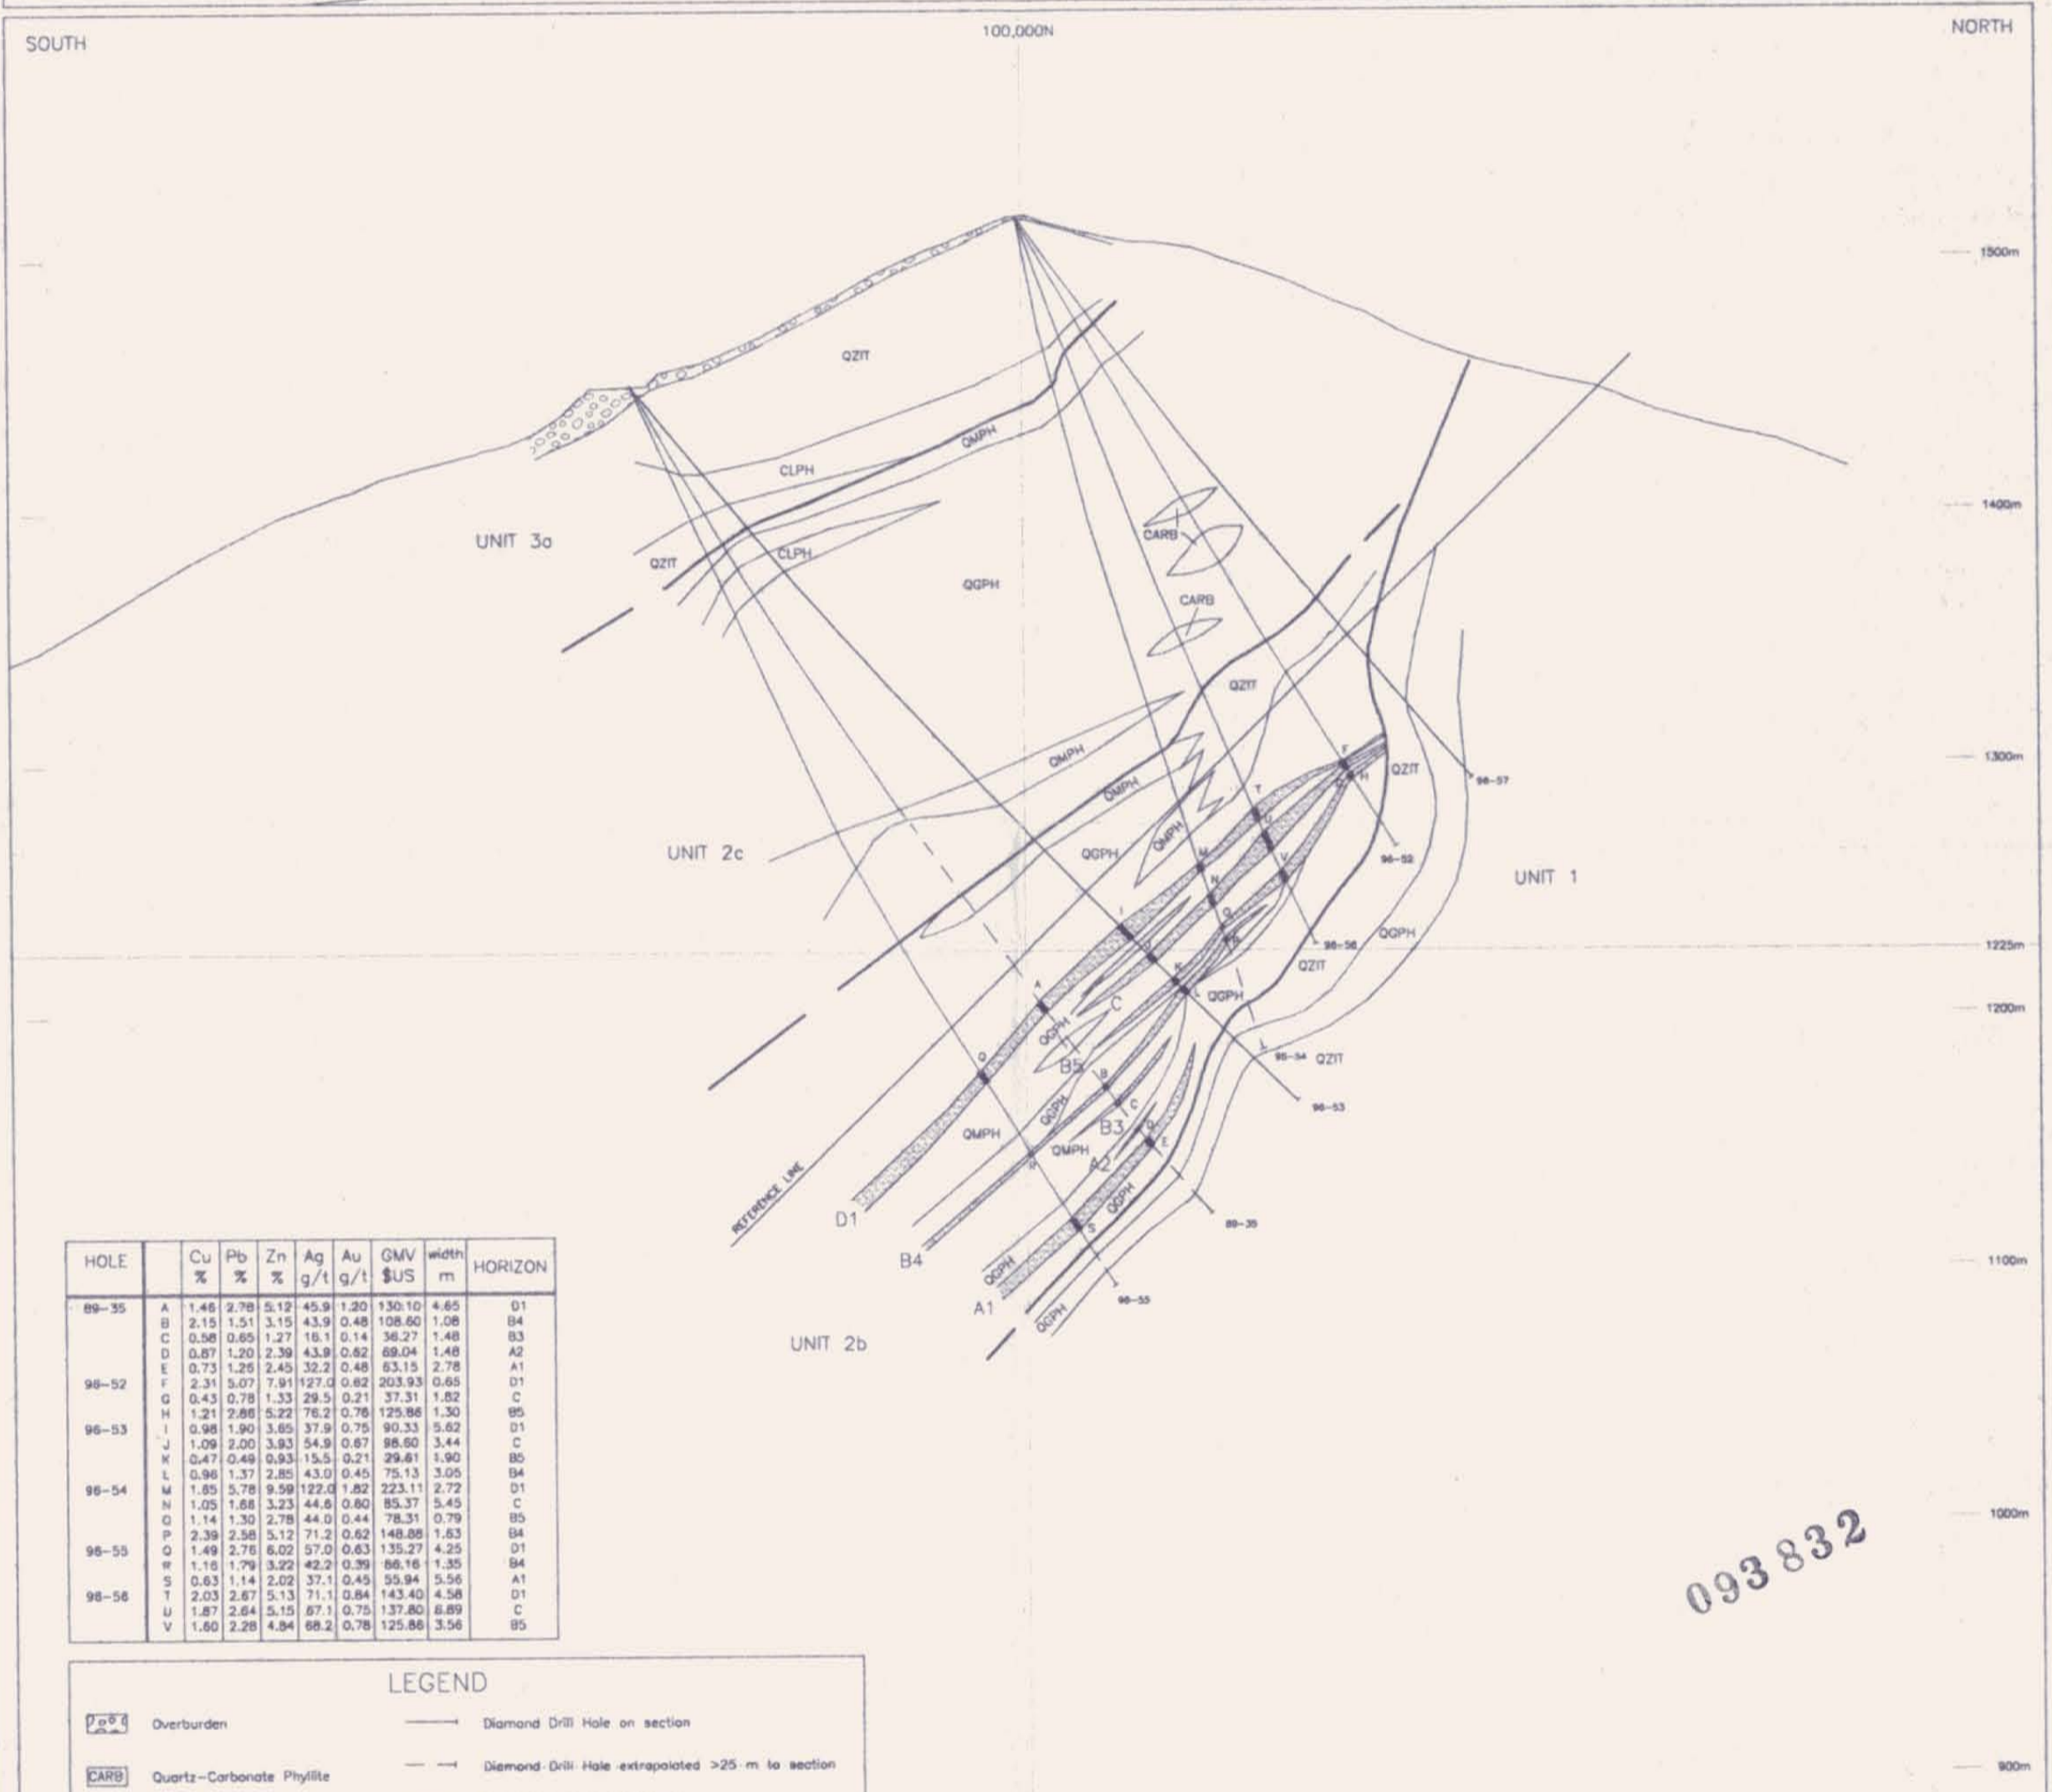 SOUTH
100,000N
NORTH
1500m
QZIT
QMPH
CLPH
1400m
UNIT 3a
CARB
QZIT
CLPH
QGPH
CARB
QZIT
QMPH
1300m
F
QZIT
H
96-57
QMPH
T
U
QMPH
UNIT 2c
QGPH
M
V
96-52
UNIT 1
N
I
QGPH
J
96-56
1225m
QZIT
K
A
L
QGPH
C
1200m
QGPH
Q
B5
96-54
QZIT
B
C
QGPH
96-53
QMPH
B3
QMPH
E
A2
REFERENCE LINE
QGPH
D1
S
89-35
B4
1100m
QGPH
A1
96-55
QGPH
UNIT 2b
HOLE Cu % Pb % Zn % Ag g/t Au g/t GMV $US width m HORIZON
89-35 A 1.46 2.78 5.12 45.9 1.20 130.10 4.65 D1
B 2.15 1.51 3.15 43.9 0.48 108.60 1.08 B4
C 0.58 0.65 1.27 16.1 0.14 36.27 1.48 B3
D 0.87 1.20 2.39 43.9 0.62 69.04 1.48 A2
E 0.73 1.26 2.45 32.2 0.48 63.15 2.78 A1
96-52 F 2.31 5.07 7.91 127.0 0.62 203.93 0.65 D1
G 0.43 0.78 1.33 29.5 0.21 37.31 1.82 C
H 1.21 2.86 5.22 76.2 0.76 125.86 1.30 B5
96-53 I 0.98 1.90 3.65 37.9 0.75 90.33 5.62 D1
J 1.09 2.00 3.93 54.9 0.67 98.60 3.44 C
K 0.47 0.49 0.93 15.5 0.21 29.61 1.90 B5
L 0.96 1.37 2.85 43.0 0.45 75.13 3.05 B4
96-54 M 1.65 5.78 9.59 122.0 1.82 223.11 2.72 D1
N 1.05 1.68 3.23 44.6 0.60 85.37 5.45 C
O 1.14 1.30 2.78 44.0 0.44 78.31 0.79 B5
P 2.39 2.58 5.12 71.2 0.62 148.88 1.63 B4
96-55 Q 1.49 2.76 6.02 57.0 0.63 135.27 4.25 D1
R 1.16 1.79 3.22 42.2 0.39 86.16 1.35 B4
S 0.63 1.14 2.02 37.1 0.45 55.94 5.56 A1
96-56 T 2.03 2.67 5.13 71.1 0.84 143.40 4.58 D1
U 1.87 2.64 5.15 67.1 0.75 137.80 6.89 C
V 1.60 2.28 4.84 68.2 0.78 125.86 3.56 B5
1000m
093832
LEGEND
Overburden
Diamond Drill Hole on section
CARB Quartz-Carbonate Phyllite
Diamond Drill Hole extrapolated >25 m to section
900m